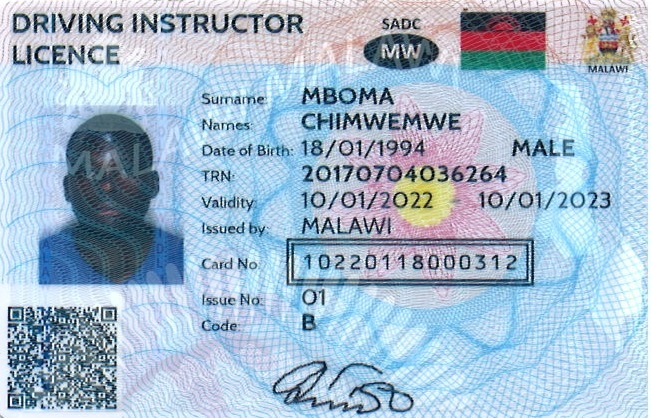 DRIVING INSTRUCTOR
LICENCE
SADC
MW
MALAWI
Surname: MBOMA
Names: CHIMWEMWE
Date of Birth: 18/01/1994 MALE
TRN: 20170704036264
Validity: 10/01/2022 - 10/01/2023
Issued by: MALAWI
Card No. 10220118000312
Issue No: 01
Code: B
MALAWI